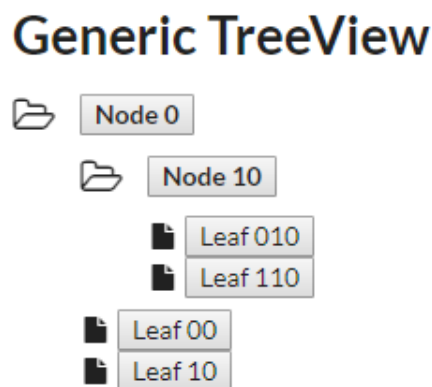 Generic TreeView
Node 0
Node 10
Leaf 010
Leaf 110
Leaf 00
Leaf 10